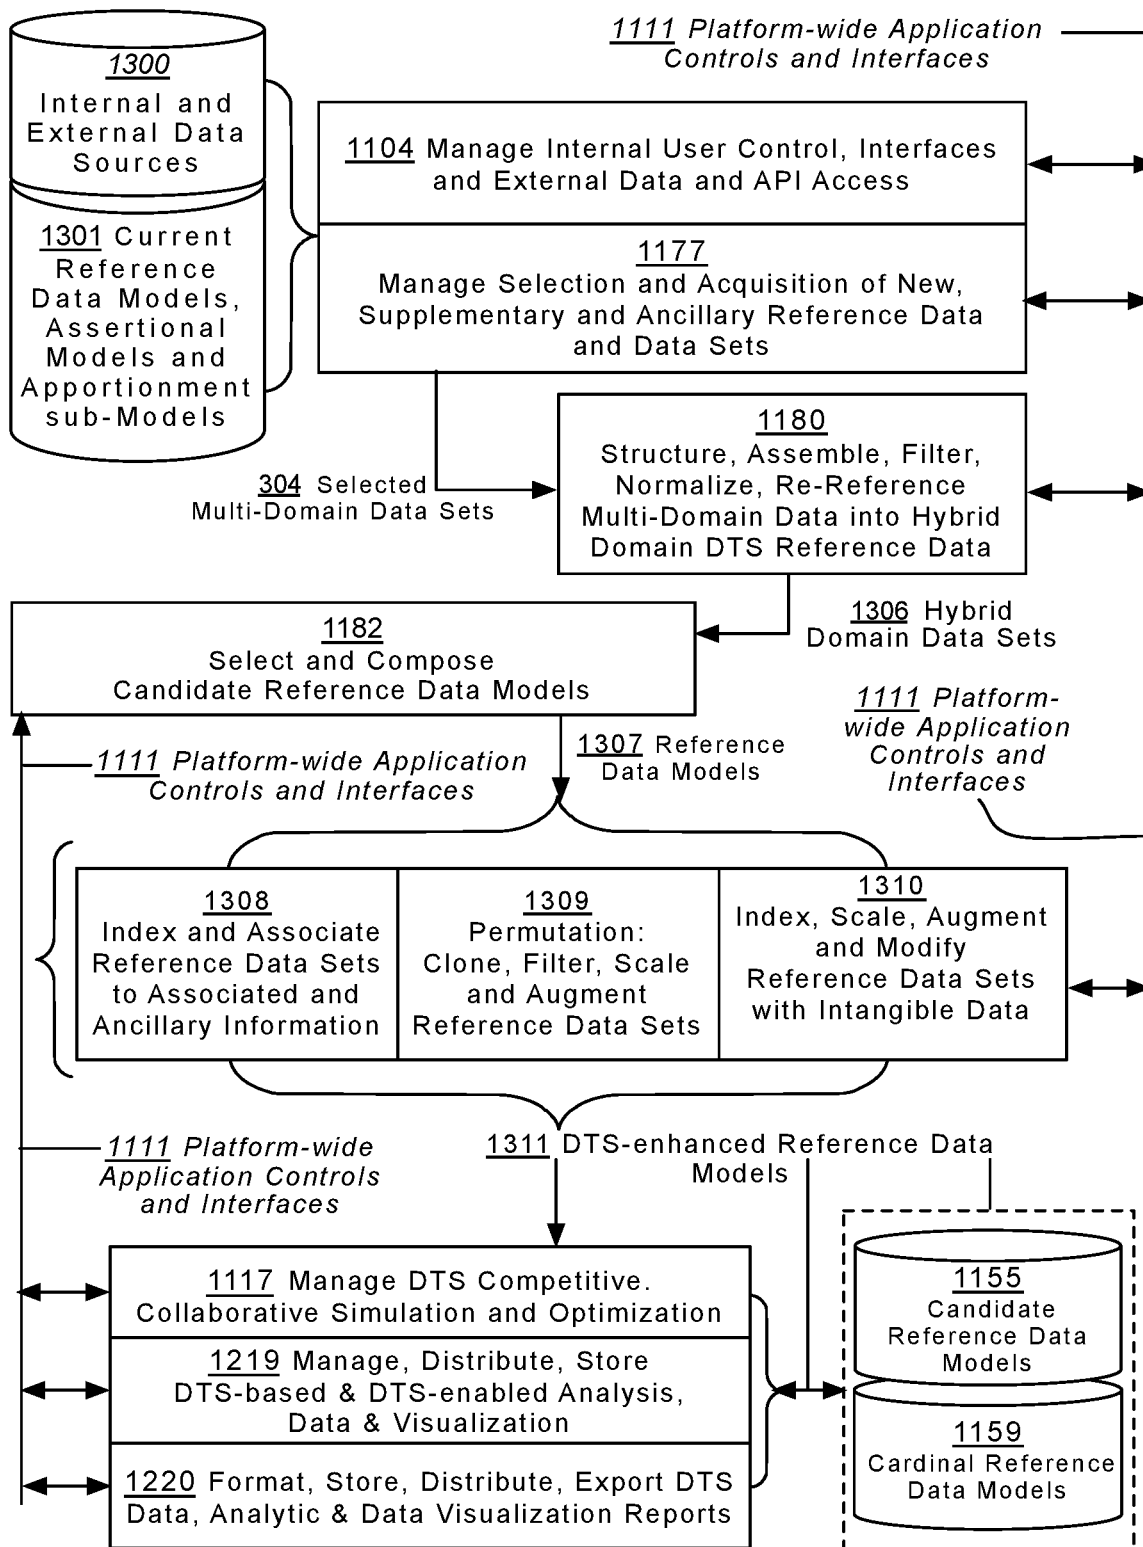 1300
Internal and
External Data
Sources
1301 Current
Reference
Data Models,
Assertional
Models and
Apportionment
sub-Models
1111 Platform-wide Application
Controls and Interfaces
1104 Manage Internal User Control, Interfaces
and External Data and API Access
1177
Manage Selection and Acquisition of New,
Supplementary and Ancillary Reference Data
and Data Sets
304 Selected
Multi-Domain Data Sets
1180
Structure, Assemble, Filter,
Normalize, Re-Reference
Multi-Domain Data into Hybrid
Domain DTS Reference Data
1306 Hybrid
Domain Data Sets
1182
Select and Compose
Candidate Reference Data Models
1111 Platform-wide Application
Controls and Interfaces
1307 Reference
Data Models
1111 Platform-
wide Application
Controls and
Interfaces
1308
Index and Associate
Reference Data Sets
to Associated and
Ancillary Information
1309
Permutation:
Clone, Filter, Scale
and Augment
Reference Data Sets
1310
Index, Scale, Augment
and Modify
Reference Data Sets
with Intangible Data
1111 Platform-wide
Application Controls
and Interfaces
1311 DTS-enhanced Reference Data
Models
1117 Manage DTS Competitive.
Collaborative Simulation and Optimization
1219 Manage, Distribute, Store
DTS-based & DTS-enabled Analysis,
Data & Visualization
1220 Format, Store, Distribute, Export DTS
Data, Analytic & Data Visualization Reports
1155
Candidate
Reference Data
Models
1159
Cardinal Reference
Data Models